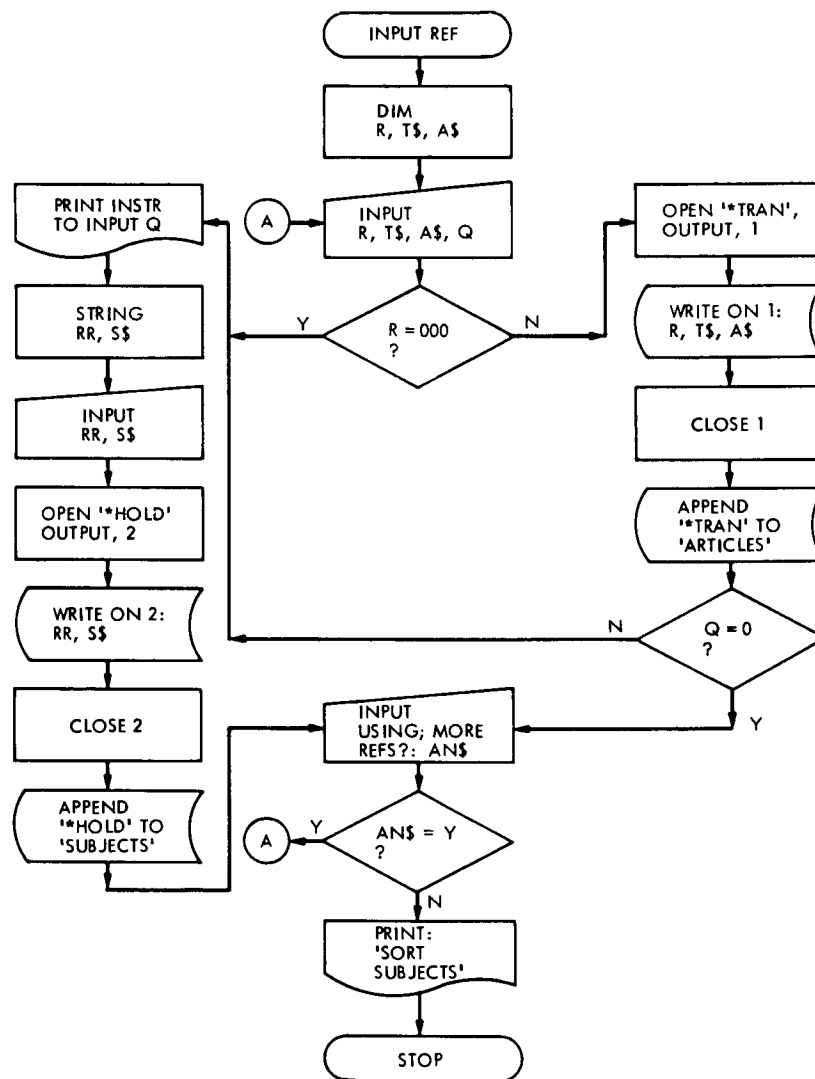 INPUT REF
DIM
R, T$, A$
A
INPUT
R, T$, A$, Q
R = 000
?
Y
N
PRINT INSTR
TO INPUT Q
STRING
RR, S$
INPUT
RR, S$
OPEN '*HOLD'
OUTPUT, 2
WRITE ON 2:
RR, S$
CLOSE 2
APPEND
'*HOLD' TO
'SUBJECTS'
OPEN '*TRAN',
OUTPUT, 1
WRITE ON 1:
R, T$, A$
CLOSE 1
APPEND
'*TRAN' TO
'ARTICLES'
Q = 0
?
N
Y
INPUT
USING; MORE
REFS?: AN$
AN$ = Y
?
Y
A
N
PRINT:
'SORT
SUBJECTS'
STOP